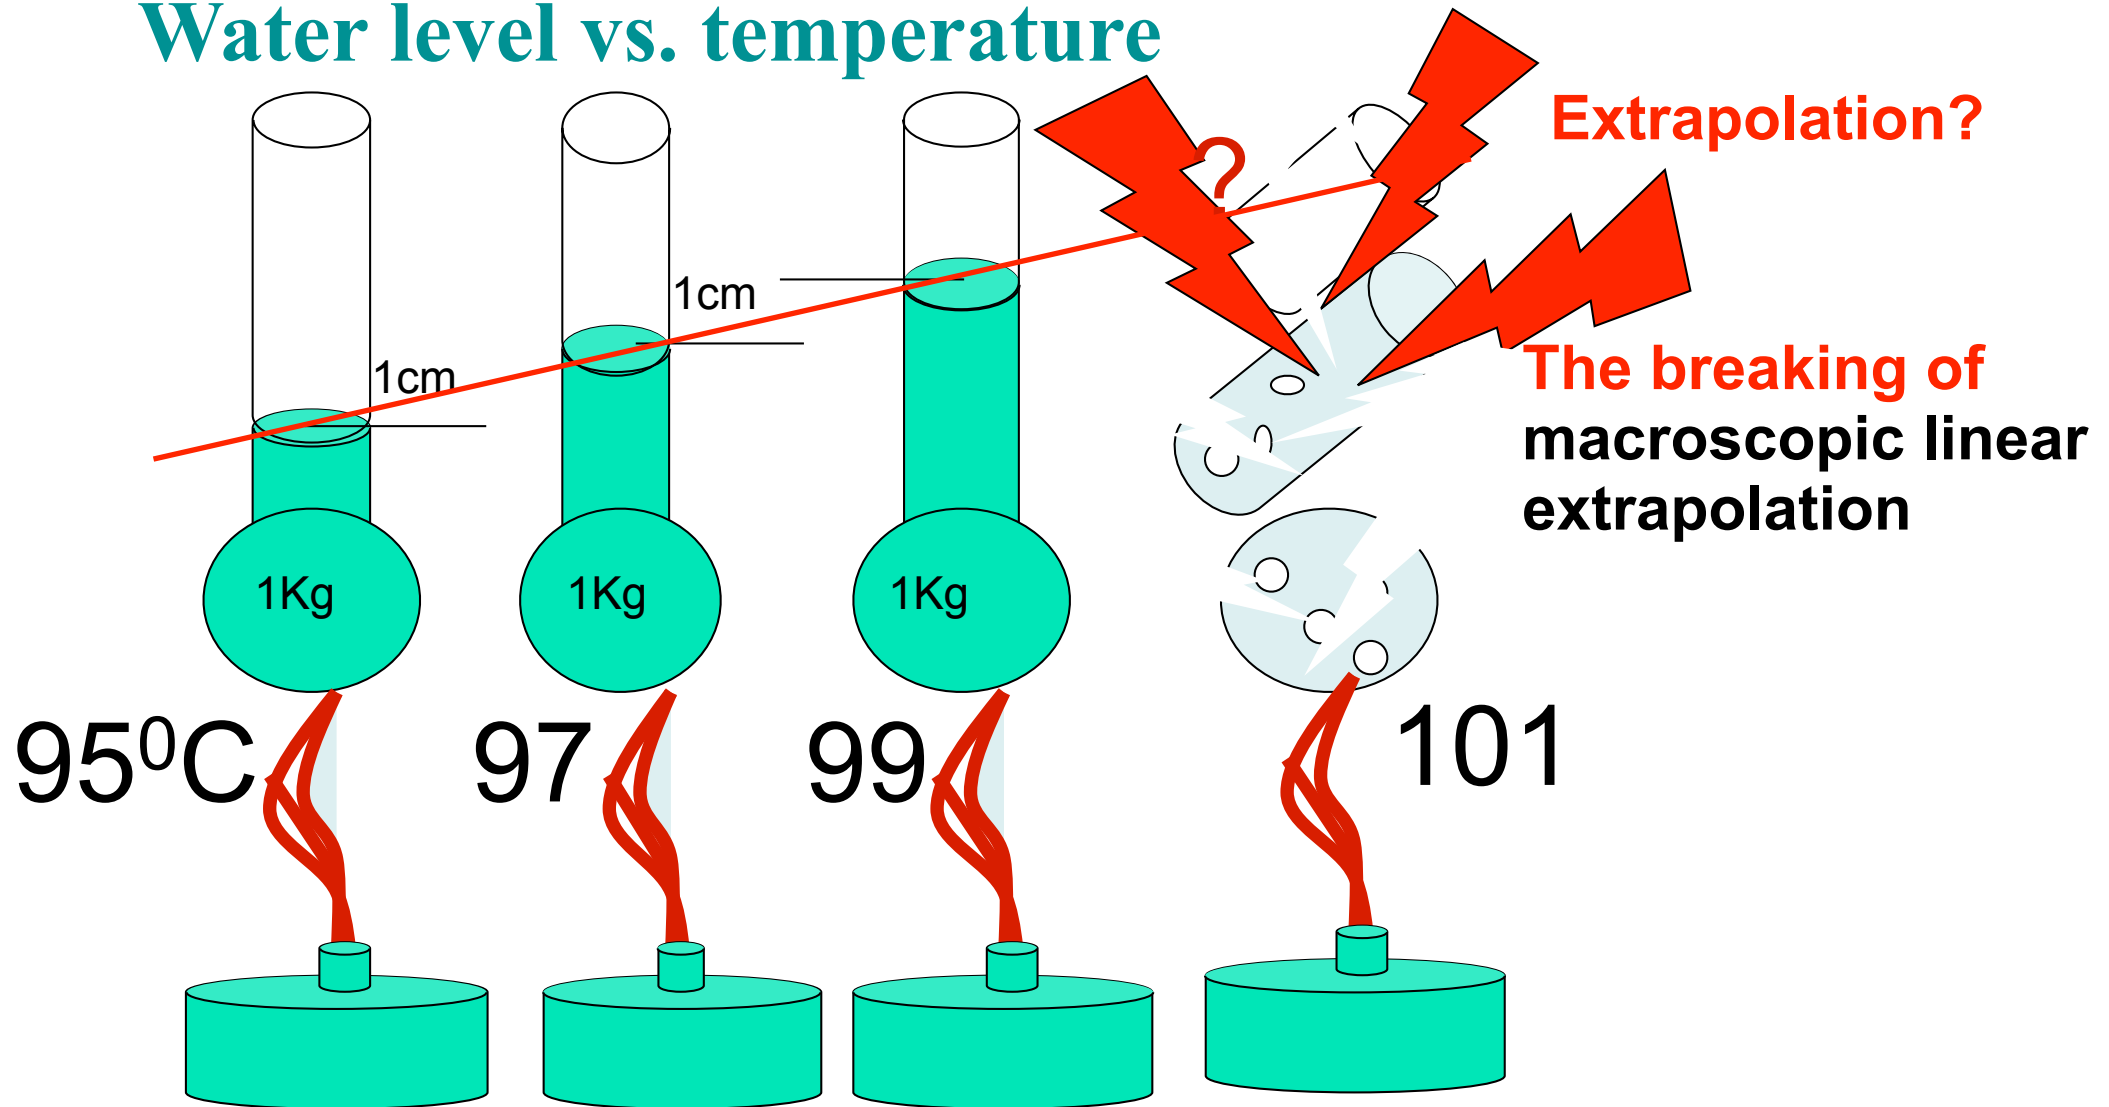 Water level vs. temperature
Extrapolation?
?
1cm
1cm
The breaking of
macroscopic linear
extrapolation
1Kg
1Kg
1Kg
95⁰C
97
99
101